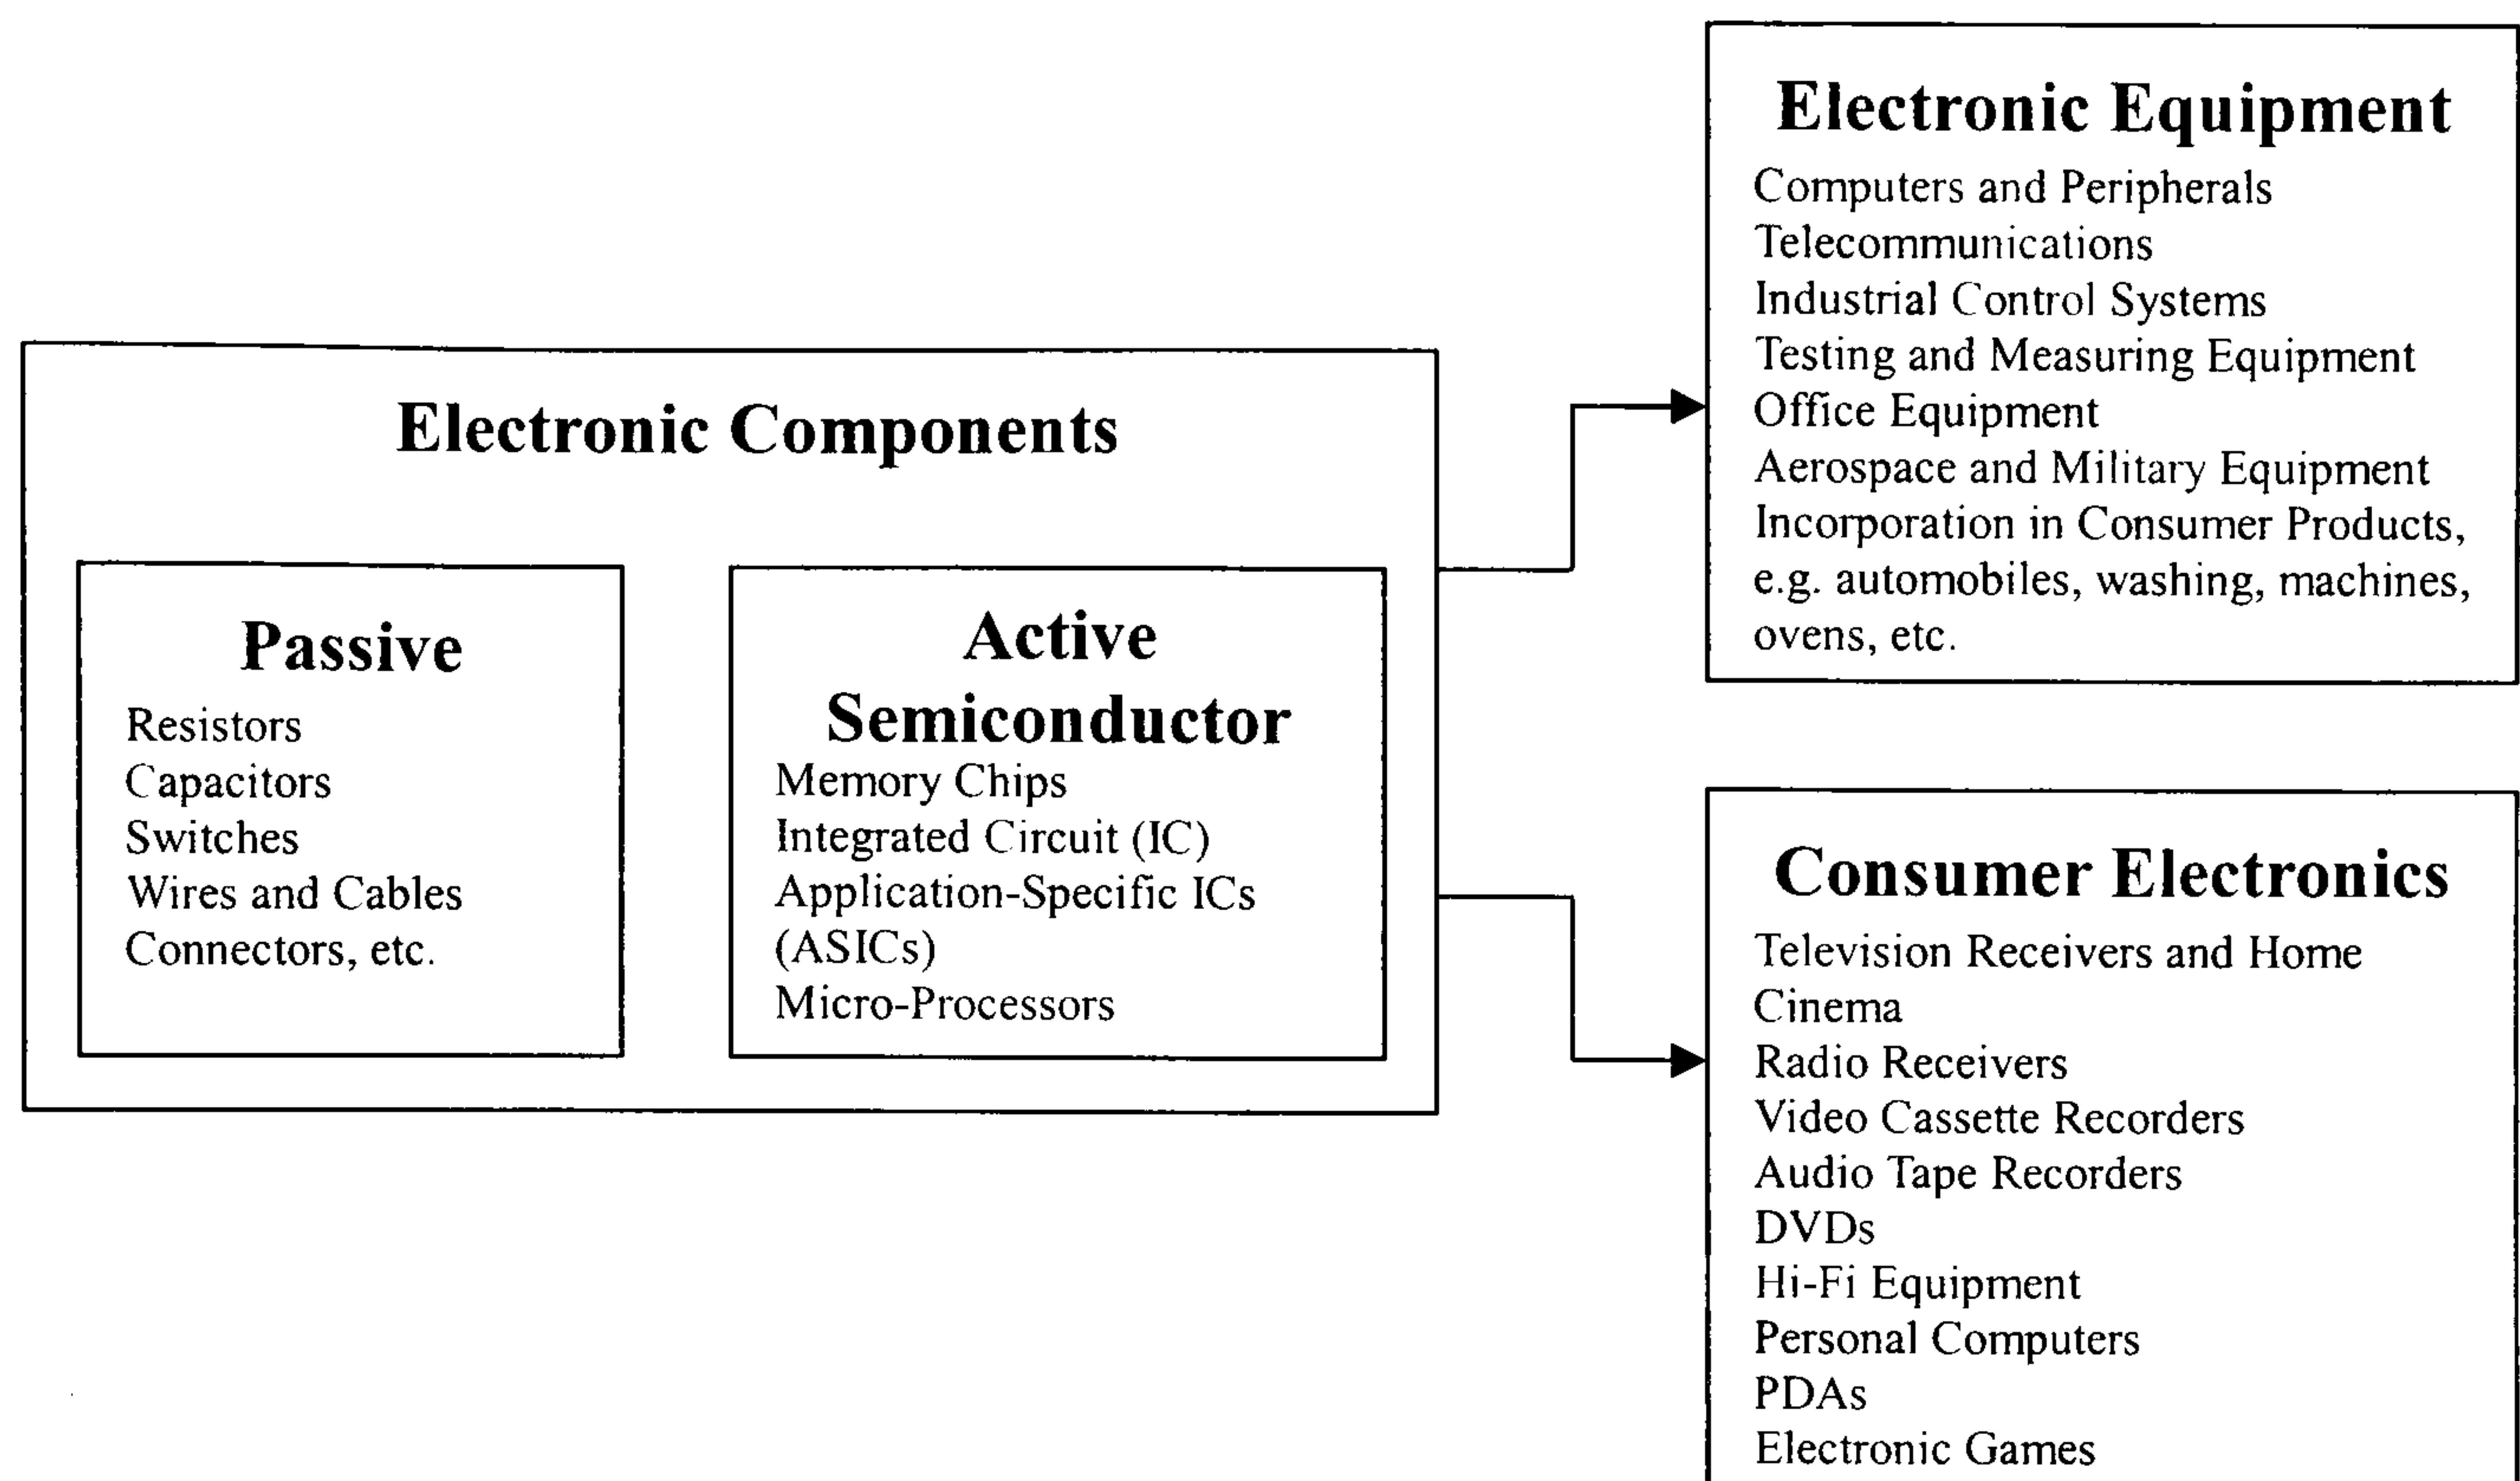 Electronic Components
Passive
Resistors
Capacitors
Switches
Wires and Cables
Connectors, etc.
Active
Semiconductor
Memory Chips
Integrated Circuit (IC)
Application-Specific ICs
(ASICs)
Micro-Processors
Electronic Equipment
Computers and Peripherals
Telecommunications
Industrial Control Systems
Testing and Measuring Equipment
Office Equipment
Aerospace and Military Equipment
Incorporation in Consumer Products,
e.g. automobiles, washing, machines,
ovens, etc.
Consumer Electronics
Television Receivers and Home
Cinema
Radio Receivers
Video Cassette Recorders
Audio Tape Recorders
DVDs
Hi-Fi Equipment
Personal Computers
PDAs
Electronic Games